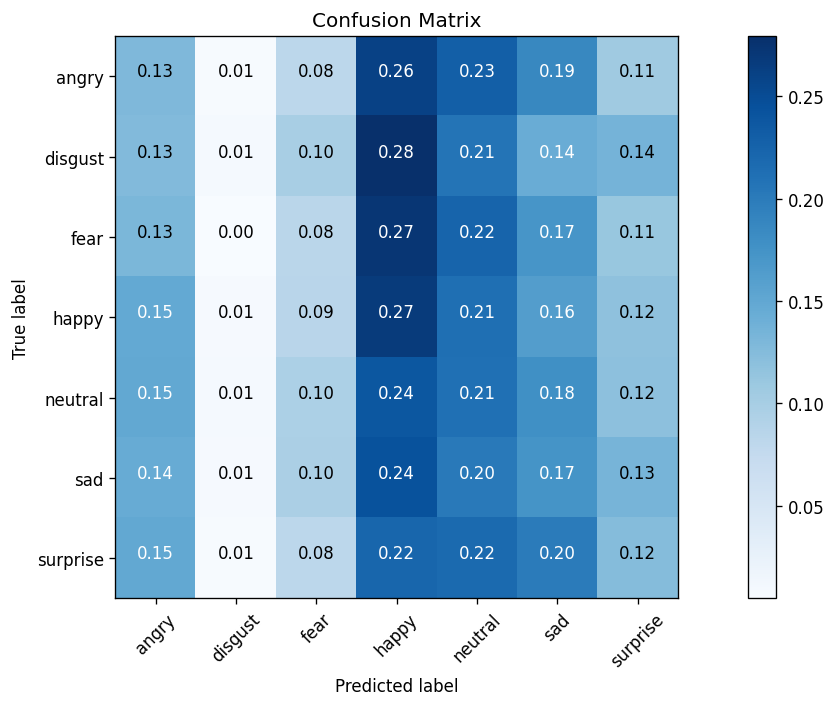 Confusion Matrix
True label
angry 0.13 0.01 0.08 0.26 0.23 0.19 0.11
disgust 0.13 0.01 0.10 0.28 0.21 0.14 0.14
fear 0.13 0.00 0.08 0.27 0.22 0.17 0.11
happy 0.15 0.01 0.09 0.27 0.21 0.16 0.12
neutral 0.15 0.01 0.10 0.24 0.21 0.18 0.12
sad 0.14 0.01 0.10 0.24 0.20 0.17 0.13
surprise 0.15 0.01 0.08 0.22 0.22 0.20 0.12
angry disgust fear happy neutral sad surprise
Predicted label
0.25
0.20
0.15
0.10
0.05